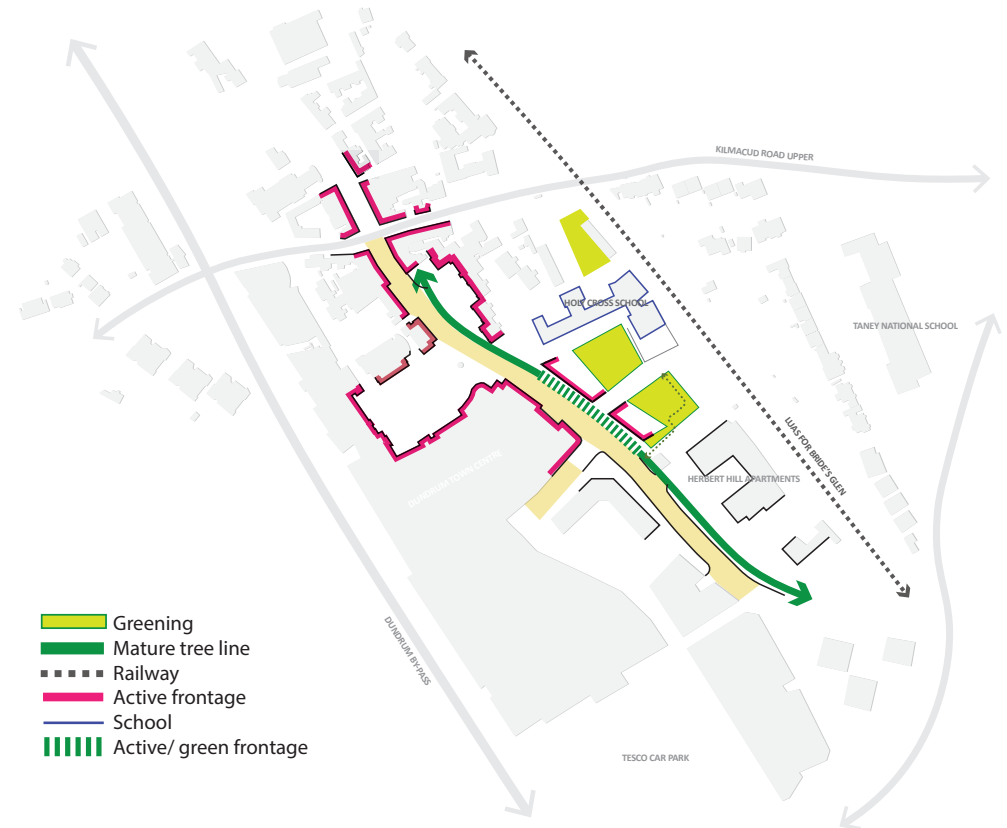 KILMACUD ROAD UPPER
HOLY CROSS SCHOOL
TANEY NATIONAL SCHOOL
LUAS FOR BRIDE'S GLEN
DUNDRUM TOWN CENTRE
HERBERT HILL APARTMENTS
DUNDRUM BY-PASS
TESCO CAR PARK
Greening
Mature tree line
Railway
Active frontage
School
Active/ green frontage